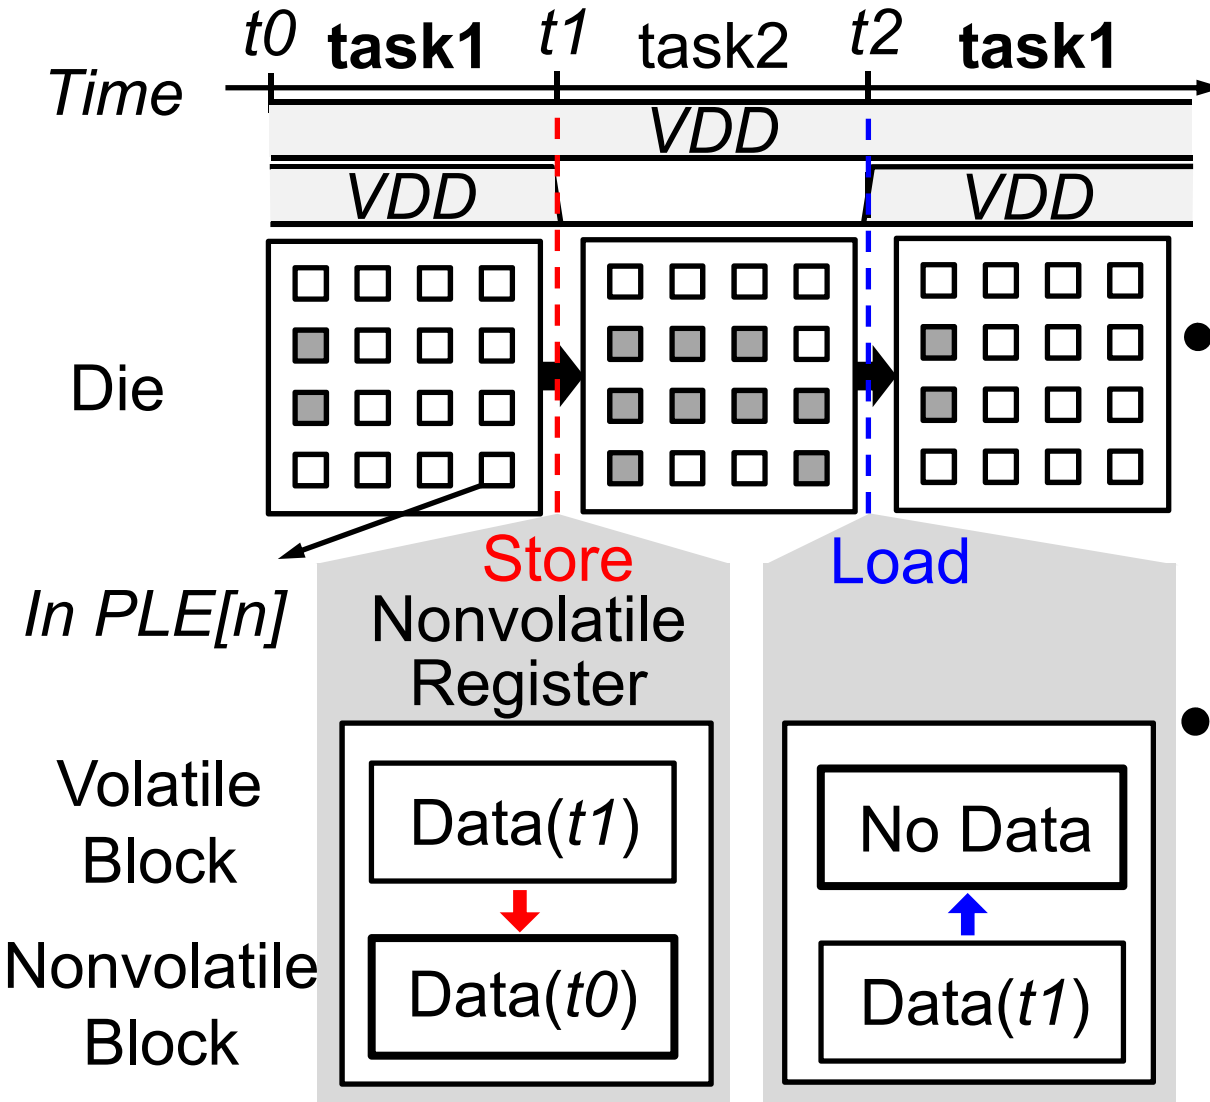 t0 task1 t1 task2 t2 task1
Time
VDD
VDD VDD
Die
Store Load
In PLE[n]
Nonvolatile
Register
Volatile
Block
Data(t1) No Data
Nonvolatile
Block
Data(t0) Data(t1)